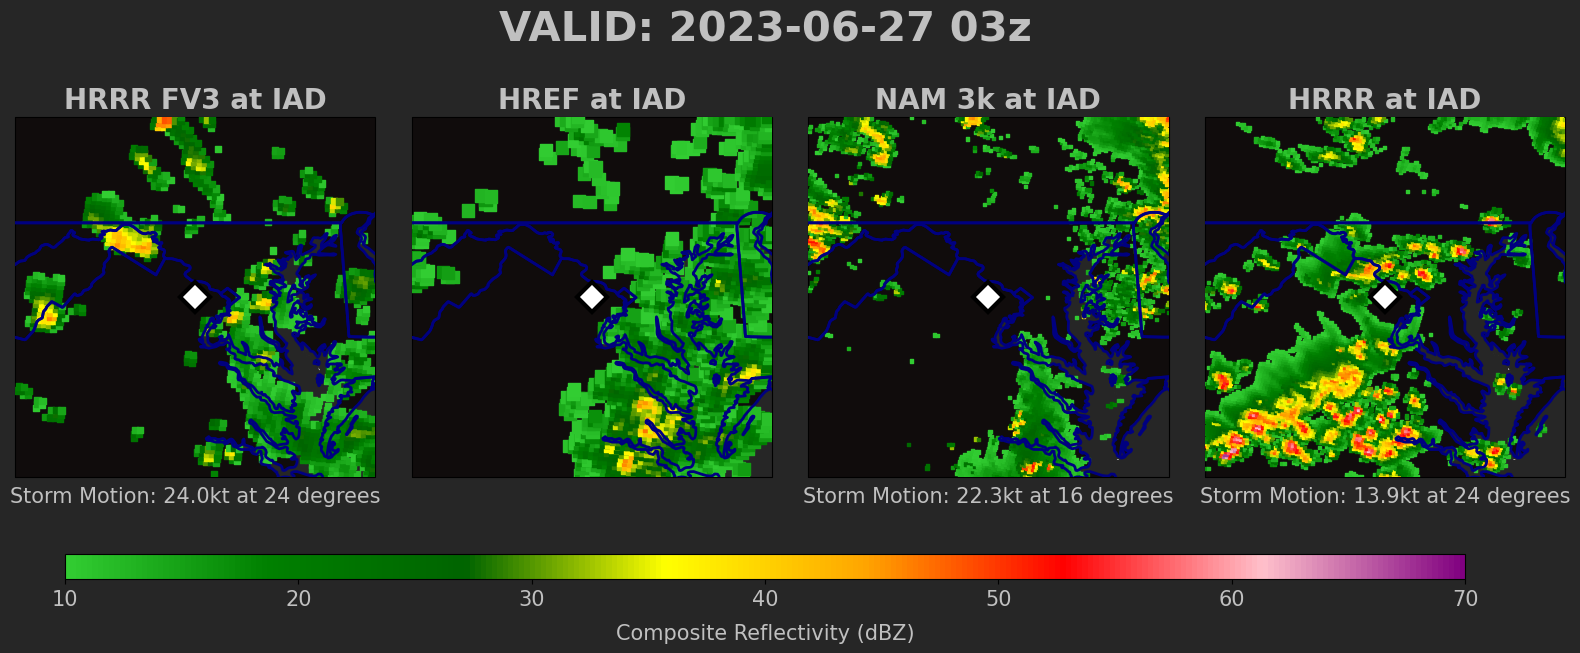 VALID: 2023-06-27 03z
HRRR FV3 at IAD
HREF at IAD
NAM 3k at IAD
HRRR at IAD
Storm Motion: 24.0kt at 24 degrees
Storm Motion: 22.3kt at 16 degrees
Storm Motion: 13.9kt at 24 degrees
10 20 30 40 50 60 70
Composite Reflectivity (dBZ)